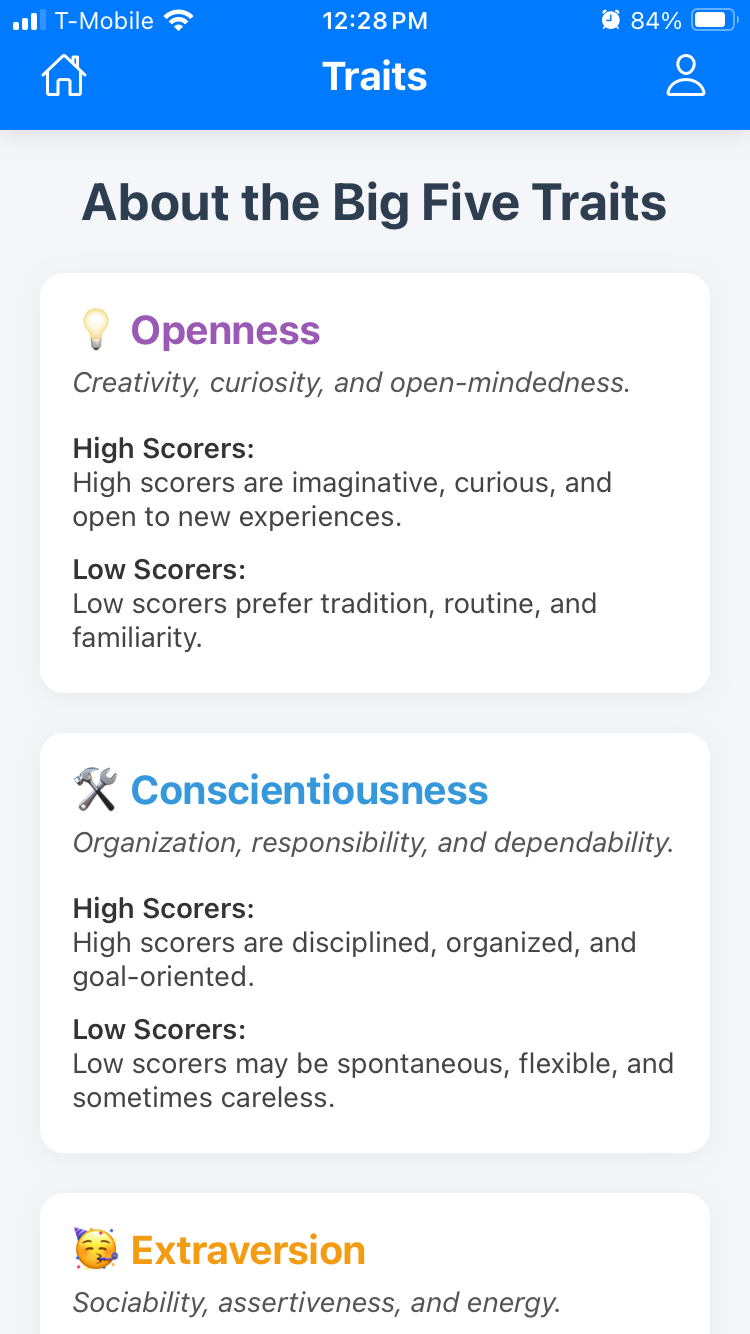 T-Mobile 12:28 PM 84%
Traits
About the Big Five Traits
Openness
Creativity, curiosity, and open-mindedness.
High Scorers:
High scorers are imaginative, curious, and
open to new experiences.
Low Scorers:
Low scorers prefer tradition, routine, and
familiarity.
Conscientiousness
Organization, responsibility, and dependability.
High Scorers:
High scorers are disciplined, organized, and
goal-oriented.
Low Scorers:
Low scorers may be spontaneous, flexible, and
sometimes careless.
Extraversion
Sociability, assertiveness, and energy.